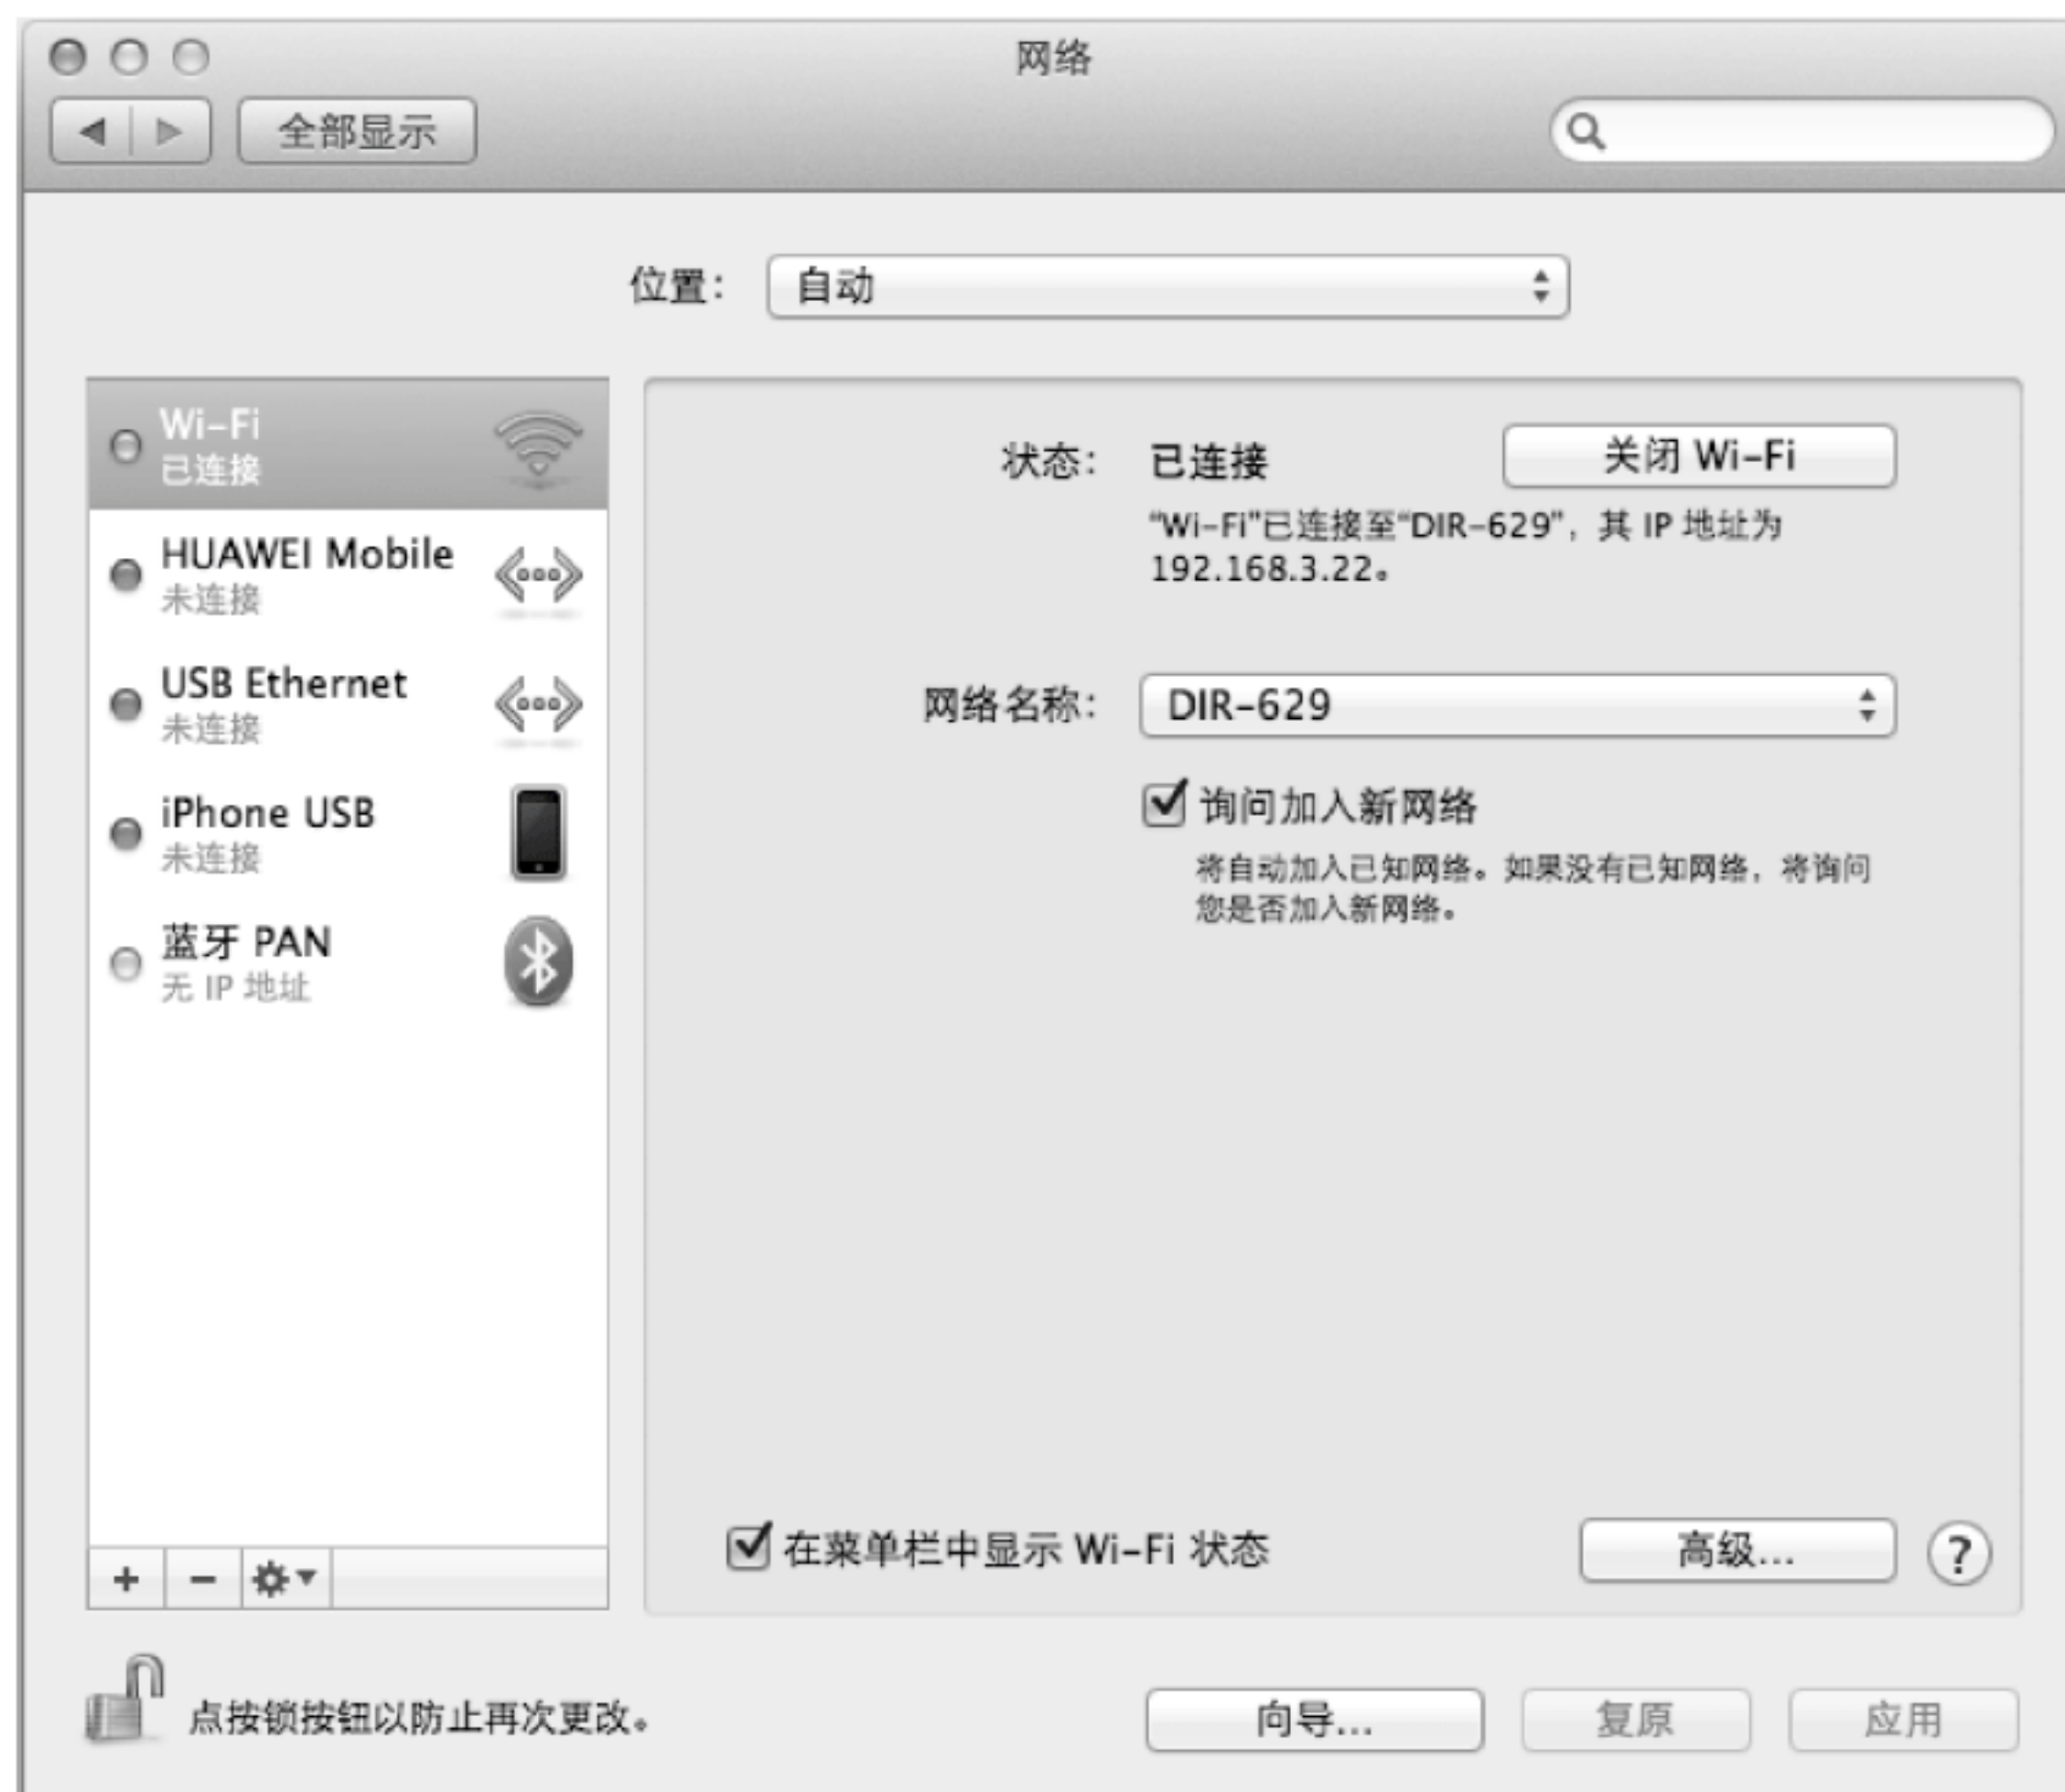 网络
全部显示
位置： 自动
Wi-Fi
已连接
HUAWEI Mobile
未连接
USB Ethernet
未连接
iPhone USB
未连接
蓝牙 PAN
无 IP 地址
状态： 已连接 关闭 Wi-Fi
“Wi-Fi”已连接至“DIR-629”，其 IP 地址为
192.168.3.22。
网络名称： DIR-629
询问加入新网络
将自动加入已知网络。如果没有已知网络，将询问
您是否加入新网络。
在菜单栏中显示 Wi-Fi 状态 高级... ?
点按锁按钮以防止再次更改。 向导... 复原 应用